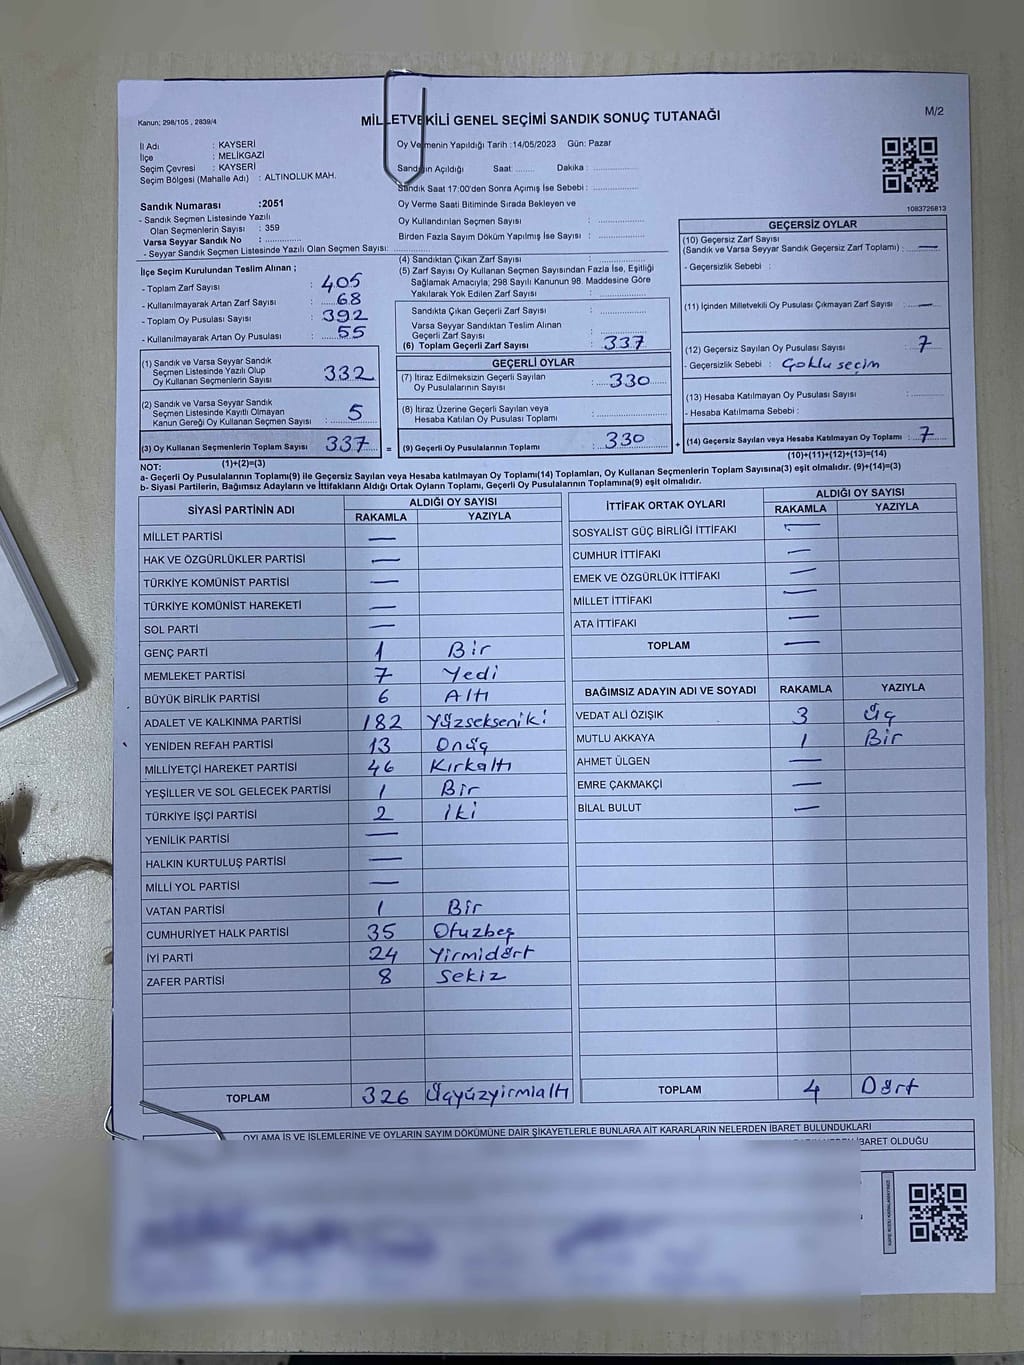 Kanun; 298/105 , 2839/4
MİLLETVEKİLİ GENEL SEÇİMİ SANDIK SONUÇ TUTANAĞI
M/2
İl Adı : KAYSERİ
İlçe : MELİKGAZİ
Seçim Çevresi : KAYSERİ
Seçim Bölgesi (Mahalle Adı) : ALTINOLUK MAH.
Oy Vermenin Yapıldığı Tarih :14/05/2023 Gün: Pazar
Sandığın Açıldığı Saat: ........ Dakika : ................
Sandık Saat 17:00'den Sonra Açımış İse Sebebi : ................
Oy Verme Saati Bitiminde Sırada Bekleyen ve
Oy Kullandırılan Seçmen Sayısı : ................
Birden Fazla Sayım Döküm Yapılmış İse Sayısı : ................
Sandık Numarası :2051
- Sandık Seçmen Listesinde Yazılı
Olan Seçmenlerin Sayısı : 359
Varsa Seyyar Sandık No : ................
- Seyyar Sandık Seçmen Listesinde Yazılı Olan Seçmen Sayısı: ................
1083726813
İlçe Seçim Kurulundan Teslim Alınan ;
- Toplam Zarf Sayısı : 405
- Kullanılmayarak Artan Zarf Sayısı : 68
- Toplam Oy Pusulası Sayısı : 392
- Kullanılmayarak Artan Oy Pusulası : 55
(4) Sandıktan Çıkan Zarf Sayısı : ................
(5) Zarf Sayısı Oy Kullanan Seçmen Sayısından Fazla İse, Eşitliği
Sağlamak Amacıyla; 298 Sayılı Kanunun 98. Maddesine Göre
Yakılarak Yok Edilen Zarf Sayısı : ................
Sandıkta Çıkan Geçerli Zarf Sayısı : ................
Varsa Seyyar Sandıktan Teslim Alınan
Geçerli Zarf Sayısı : ................
(6) Toplam Geçerli Zarf Sayısı : 337
GEÇERSİZ OYLAR
(10) Geçersiz Zarf Sayısı
(Sandık ve Varsa Seyyar Sandık Geçersiz Zarf Toplamı) : —
- Geçersizlik Sebebi :
(11) İçinden Milletvekili Oy Pusulası Çıkmayan Zarf Sayısı : —
(12) Geçersiz Sayılan Oy Pusulası Sayısı : 7
- Geçersizlik Sebebi : Çoklu seçim
(13) Hesaba Katılmayan Oy Pusulası Sayısı : ................
- Hesaba Katılmama Sebebi :
(14) Geçersiz Sayılan veya Hesaba Katılmayan Oy Toplamı : 7
(10)+(11)+(12)+(13)=(14)
(1) Sandık ve Varsa Seyyar Sandık
Seçmen Listesinde Yazılı Olup
Oy Kullanan Seçmenlerin Sayısı 332
(2) Sandık ve Varsa Seyyar Sandık
Seçmen Listesinde Kayıtlı Olmayan
Kanun Gereği Oy Kullanan Seçmen Sayısı : 5
(3) Oy Kullanan Seçmenlerin Toplam Sayısı 337 =
(1)+(2)=(3)
GEÇERLİ OYLAR
(7) İtiraz Edilmeksizin Geçerli Sayılan
Oy Pusulalarının Sayısı : 330
(8) İtiraz Üzerine Geçerli Sayılan veya
Hesaba Katılan Oy Pusulası Toplamı : ................
(9) Geçerli Oy Pusulalarının Toplamı : 330 +
NOT:
a- Geçerli Oy Pusulalarının Toplamı(9) ile Geçersiz Sayılan veya Hesaba katılmayan Oy Toplamı(14) Toplamları, Oy Kullanan Seçmenlerin Toplam Sayısına(3) eşit olmalıdır. (9)+(14)=(3)
b- Siyasi Partilerin, Bağımsız Adayların ve İttifakların Aldığı Ortak Oyların Toplamı, Geçerli Oy Pusulalarının Toplamına(9) eşit olmalıdır.
SİYASİ PARTİNİN ADI ALDIĞI OY SAYISI
RAKAMLA YAZIYLA
MİLLET PARTİSİ —
HAK VE ÖZGÜRLÜKLER PARTİSİ —
TÜRKİYE KOMÜNİST PARTİSİ —
TÜRKİYE KOMÜNİST HAREKETİ —
SOL PARTİ —
GENÇ PARTİ 1 Bir
MEMLEKET PARTİSİ 7 Yedi
BÜYÜK BİRLİK PARTİSİ 6 Altı
ADALET VE KALKINMA PARTİSİ 182 Yüzsekseniki
YENİDEN REFAH PARTİSİ 13 Onüç
MİLLİYETÇİ HAREKET PARTİSİ 46 Kırkaltı
YEŞİLLER VE SOL GELECEK PARTİSİ 1 Bir
TÜRKİYE İŞÇİ PARTİSİ 2 İki
YENİLİK PARTİSİ —
HALKIN KURTULUŞ PARTİSİ —
MİLLİ YOL PARTİSİ —
VATAN PARTİSİ 1 Bir
CUMHURİYET HALK PARTİSİ 35 Otuzbeş
İYİ PARTİ 24 Yirmidört
ZAFER PARTİSİ 8 Sekiz
TOPLAM 326 Üçyüzyirmialtı
İTTİFAK ORTAK OYLARI ALDIĞI OY SAYISI
RAKAMLA YAZIYLA
SOSYALİST GÜÇ BİRLİĞİ İTTİFAKI —
CUMHUR İTTİFAKI —
EMEK VE ÖZGÜRLÜK İTTİFAKI —
MİLLET İTTİFAKI —
ATA İTTİFAKI —
TOPLAM —
BAĞIMSIZ ADAYIN ADI VE SOYADI RAKAMLA YAZIYLA
VEDAT ALİ ÖZIŞIK 3 Üç
MUTLU AKKAYA 1 Bir
AHMET ÜLGEN —
EMRE ÇAKMAKÇİ —
BİLAL BULUT —
TOPLAM 4 Dört
OYLAMA İŞ VE İŞLEMLERİNE VE OYLARIN SAYIM DÖKÜMÜNE DAİR ŞİKAYETLERLE BUNLARA AİT KARARLARIN NELERDEN İBARET BULUNDUKLARI
İBARET OLDUĞU